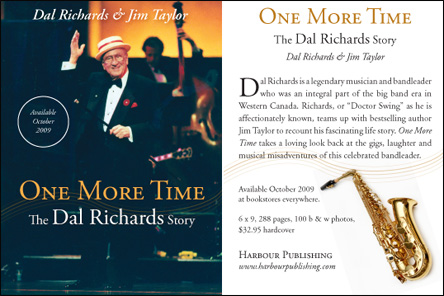 Dal Richards & Jim Taylor
Available
October
2009
One More Time
The Dal Richards Story
One More Time
The Dal Richards Story
Dal Richards & Jim Taylor
Dal Richards is a legendary musician and bandleader
who was an integral part of the big band era in
Western Canada. Richards, or “Doctor Swing” as he is
affectionately known, teams up with bestselling author
Jim Taylor to recount his fascinating life story. One More
Time takes a loving look back at the gigs, laughter and
musical misadventures of this celebrated bandleader.
Available October 2009
at bookstores everywhere.
6 x 9, 288 pages, 100 b & w photos,
$32.95 hardcover
Harbour Publishing
www.harbourpublishing.com